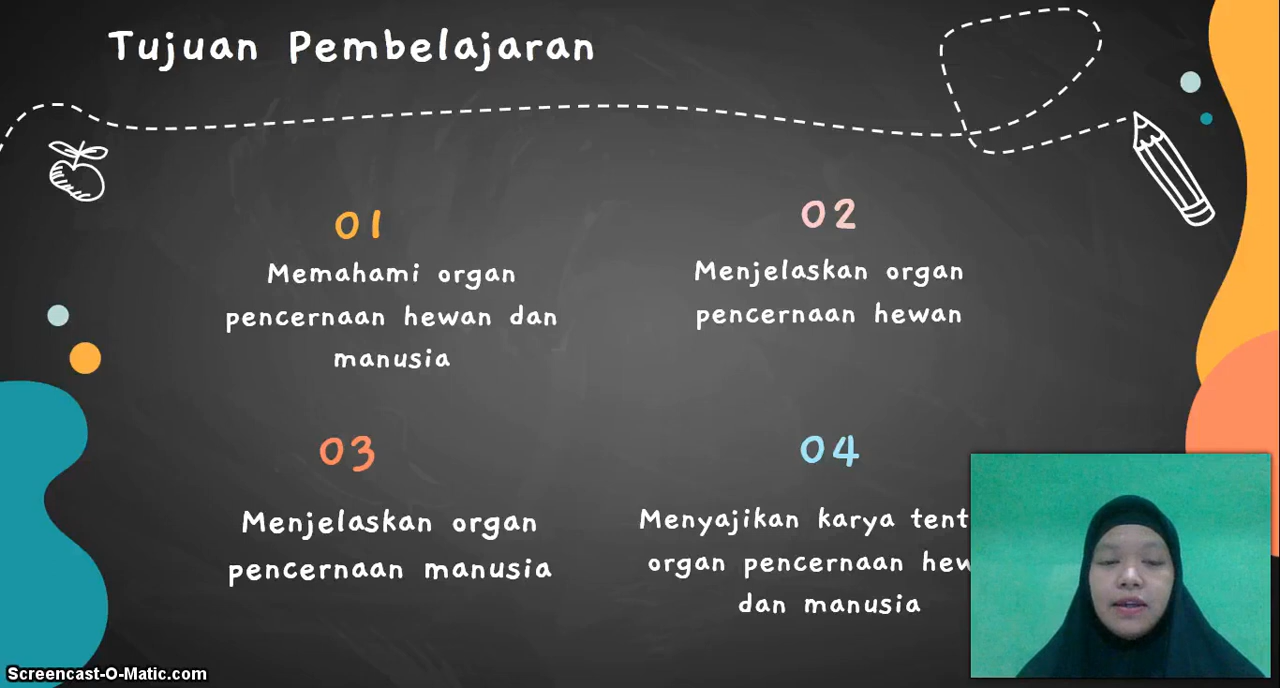 Tujuan Pembelajaran
01
Memahami organ
pencernaan hewan dan
manusia
02
Menjelaskan organ
pencernaan hewan
03
Menjelaskan organ
pencernaan manusia
04
Menyajikan karya
organ pencernaan
dan manusia
Screencast-O-Matic.com